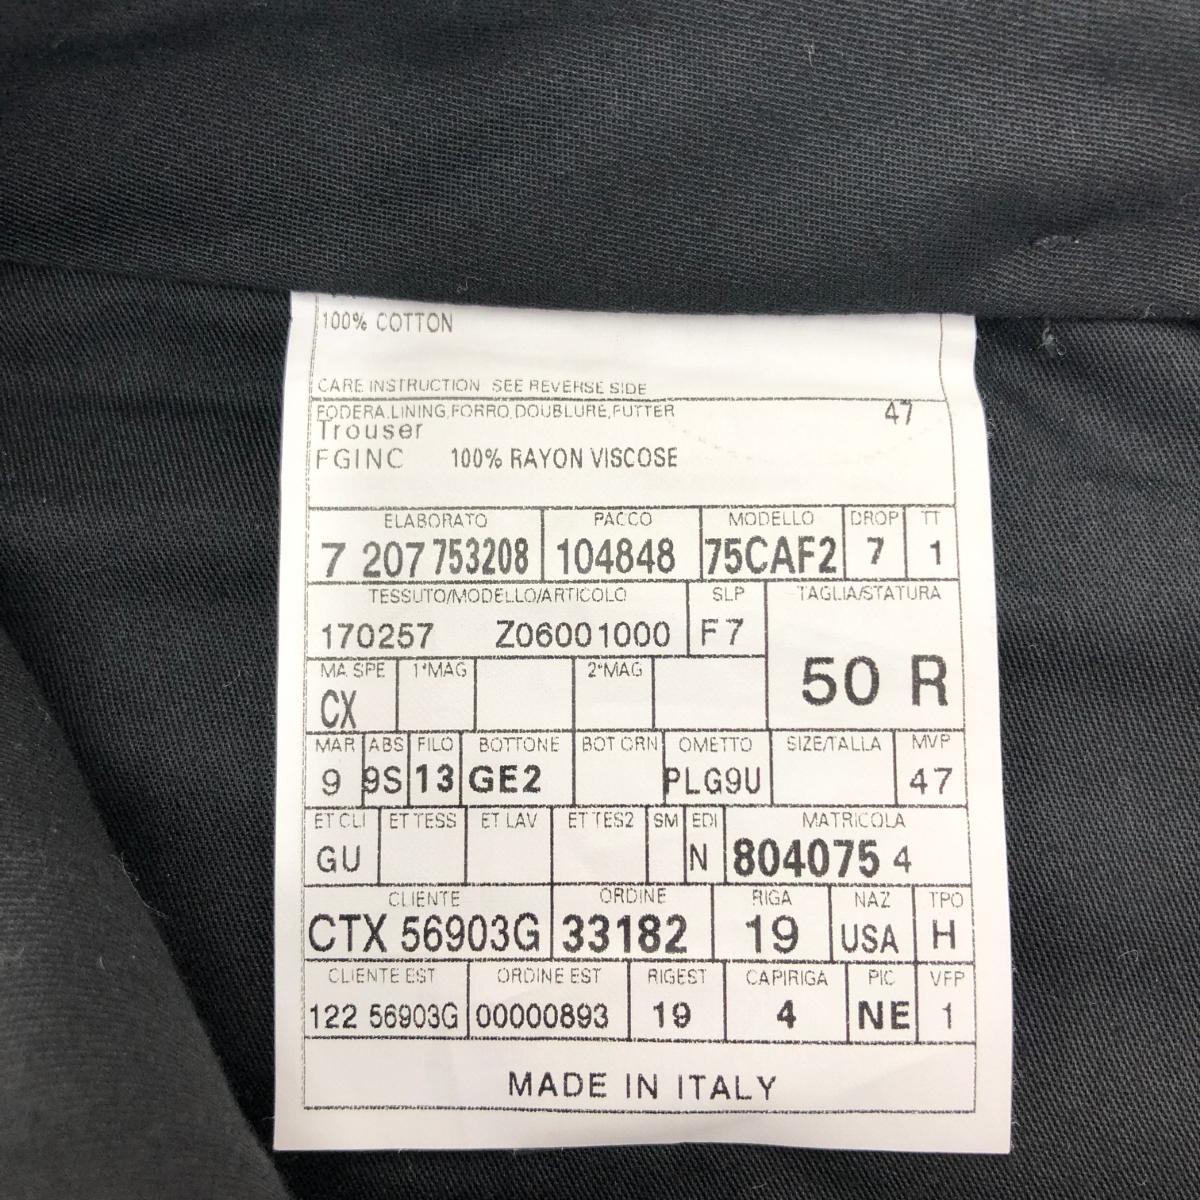 100% COTTON
CARE INSTRUCTION SEE REVERSE SIDE
FODERA,LINING,FORRO,DOUBLURE,FUTTER 47
Trouser
FGINC 100% RAYON VISCOSE
ELABORATO PACCO MODELLO DROP TT
7 207 753208 104848 75CAF2 7 1
TESSUTO/MODELLO/ARTICOLO SLP TAGLIA/STATURA
170257 Z06001000 F7
50 R
MA SPE 1°MAG 2°MAG
CX
MAR ABS FILO BOTTONE BOT ORN OMETTO SIZE/TALLA MVP
9 9S 13 GE2 PLG9U 47
ET CLI ET TESS ET LAV ET TES2 SM EDI MATRICOLA
GU N 804075 4
CLIENTE ORDINE RIGA NAZ TPO
CTX 56903G 33182 19 USA H
CLIENTE EST ORDINE EST RIGEST CAPIRIGA PIC VFP
122 56903G 00000893 19 4 NE 1
MADE IN ITALY